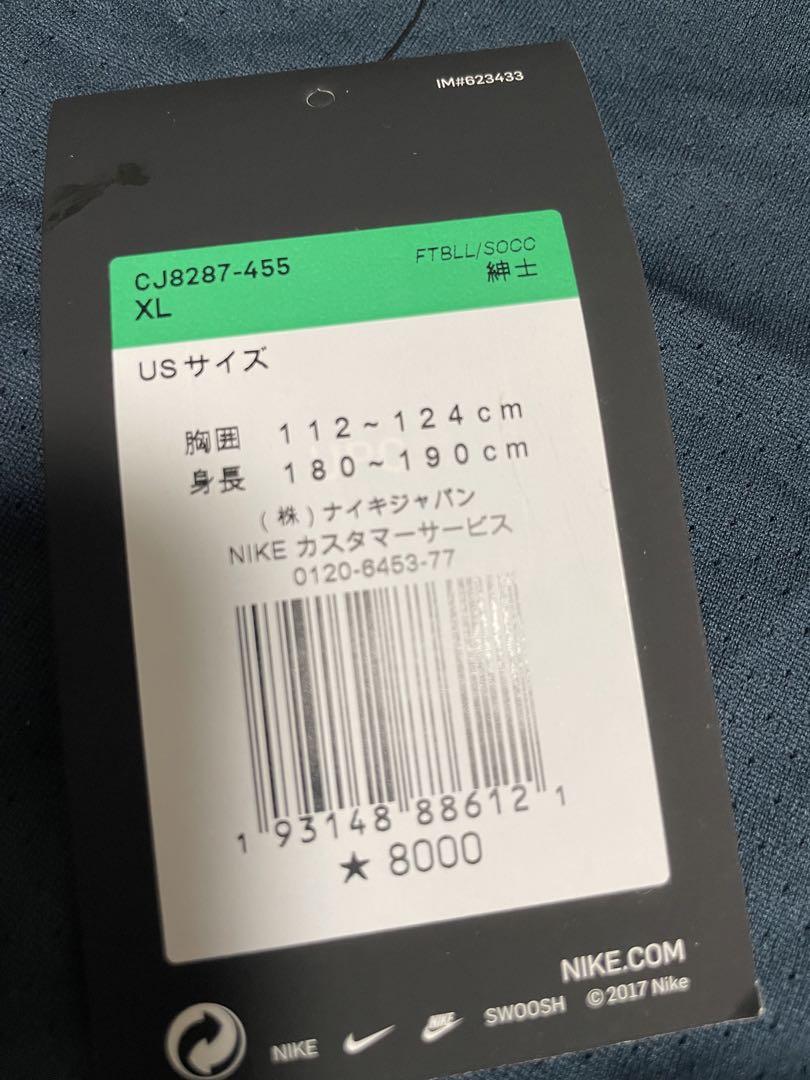 IM#623433
CJ8287-455
FTBLL/SOCC
XL
紳士
USサイズ
胸囲 112~124cm
身長 180~190cm
(株)ナイキジャパン
NIKE カスタマーサービス
0120-6453-77
1 93148 88612 1
★ 8000
NIKE.COM
NIKE NIKE SWOOSH ©2017 Nike